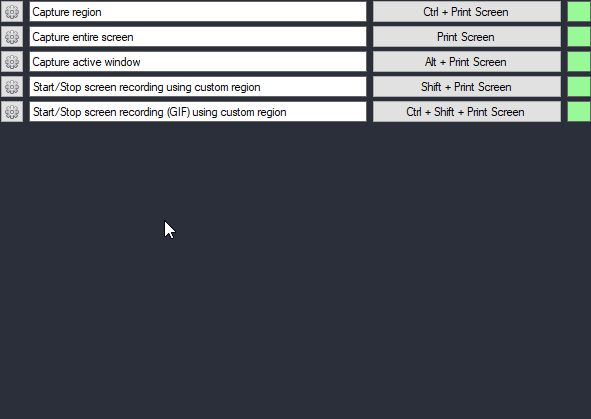 Capture region Ctrl + Print Screen
Capture entire screen Print Screen
Capture active window Alt + Print Screen
Start/Stop screen recording using custom region Shift + Print Screen
Start/Stop screen recording (GIF) using custom region Ctrl + Shift + Print Screen